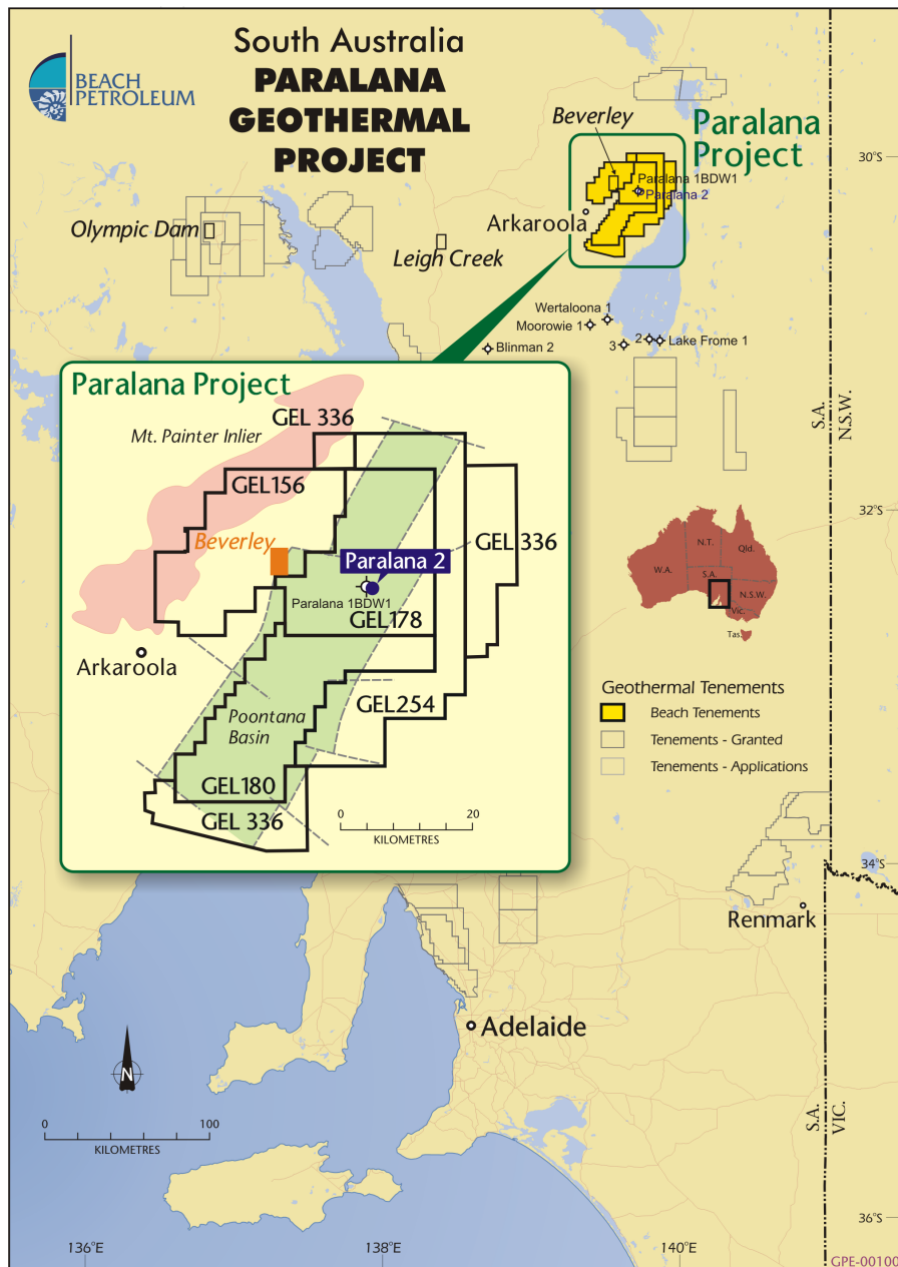 South Australia
PARALANA
GEOTHERMAL
PROJECT
BEACH
PETROLEUM
Beverley
Paralana
Project
30°S
Paralana 1BDW1
Paralana 2
Arkaroola
Olympic Dam
Leigh Creek
Wertaloona 1
Moorowie 1
Blinman 2
3
2
Lake Frome 1
S.A.
N.S.W.
Paralana Project
GEL 336
Mt. Painter Inlier
GEL156
Beverley
GEL 336
Paralana 2
Paralana 1BDW1
GEL178
Arkaroola
GEL254
Poontana
Basin
GEL180
GEL 336
0 20
KILOMETRES
32°S
N.T.
Qld.
W.A.
S.A.
N.S.W.
Vic.
Tas.
Geothermal Tenements
Beach Tenements
Tenements - Granted
Tenements - Applications
34°S
Renmark
Adelaide
N
0 100
KILOMETRES
S.A.
VIC.
36°S
136°E 138°E 140°E
GPE-00100